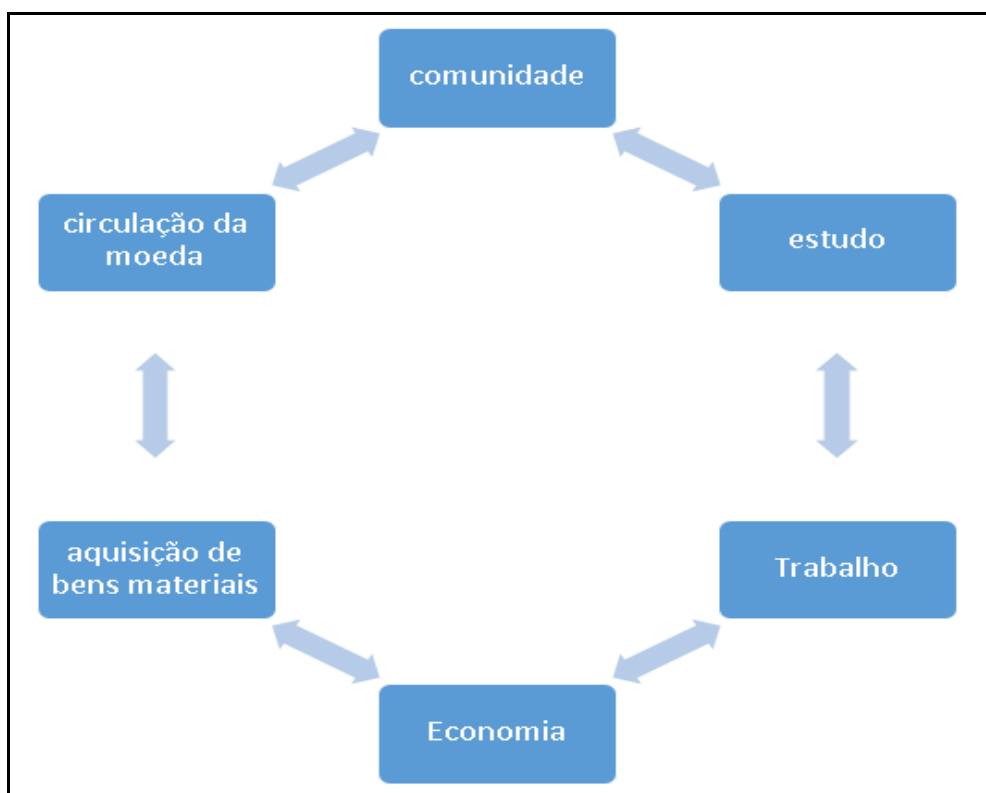 comunidade
circulação da
moeda
estudo
aquisição de
bens materiais
Trabalho
Economia